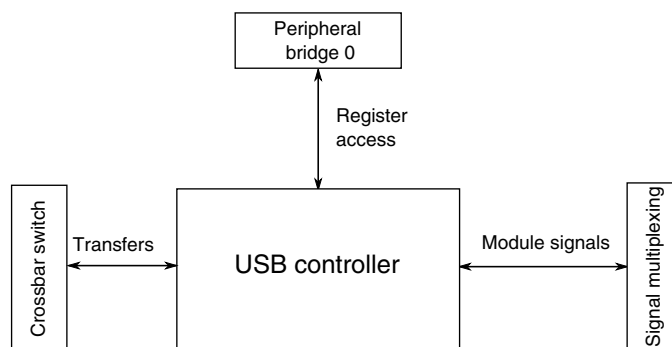 Peripheral
bridge 0
Register
access
Crossbar switch
Transfers
USB controller
Module signals
Signal multiplexing